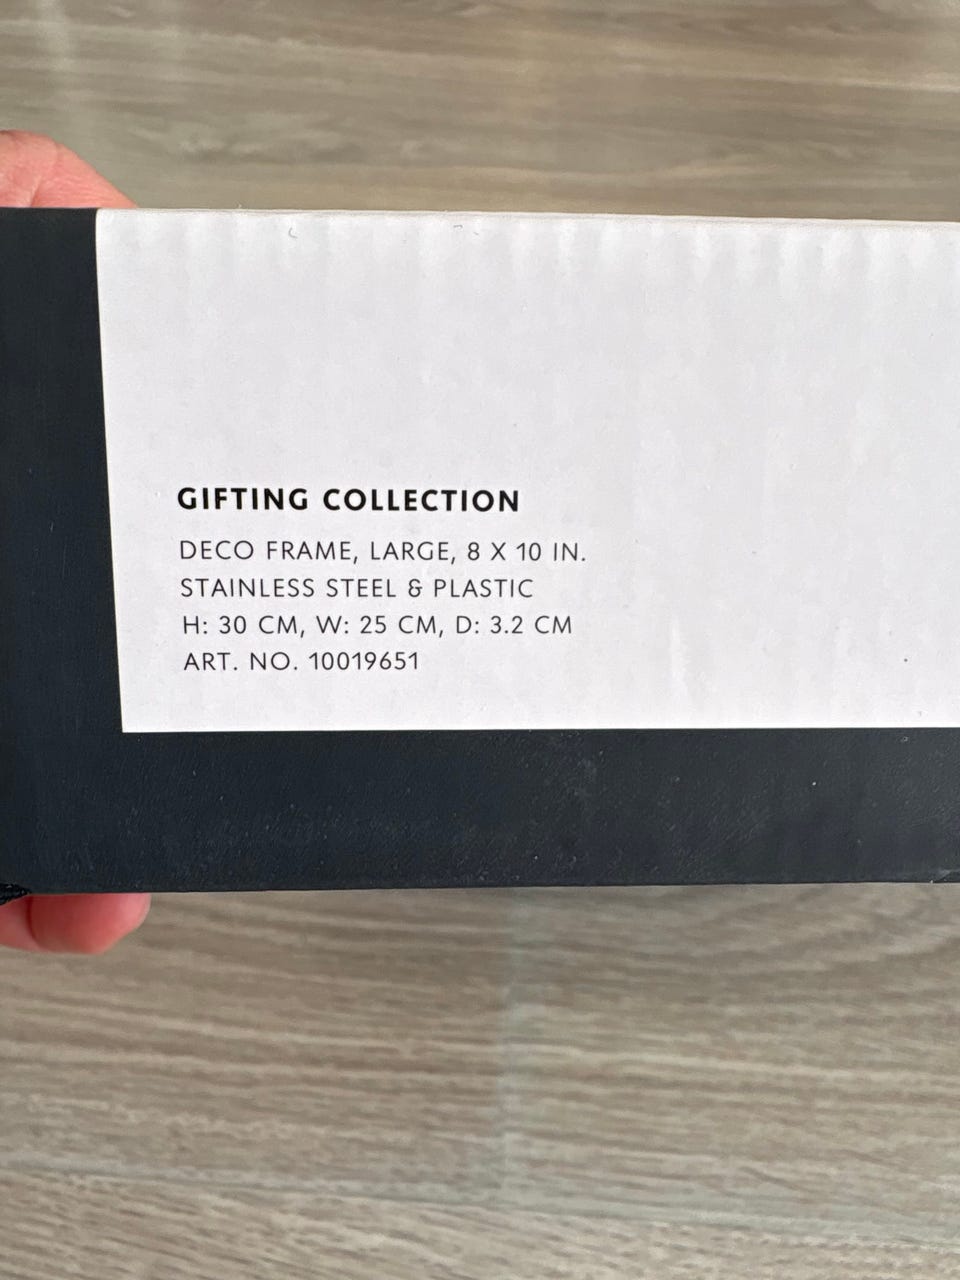 GIFTING COLLECTION
DECO FRAME, LARGE, 8 X 10 IN.
STAINLESS STEEL & PLASTIC
H: 30 CM, W: 25 CM, D: 3.2 CM
ART. NO. 10019651